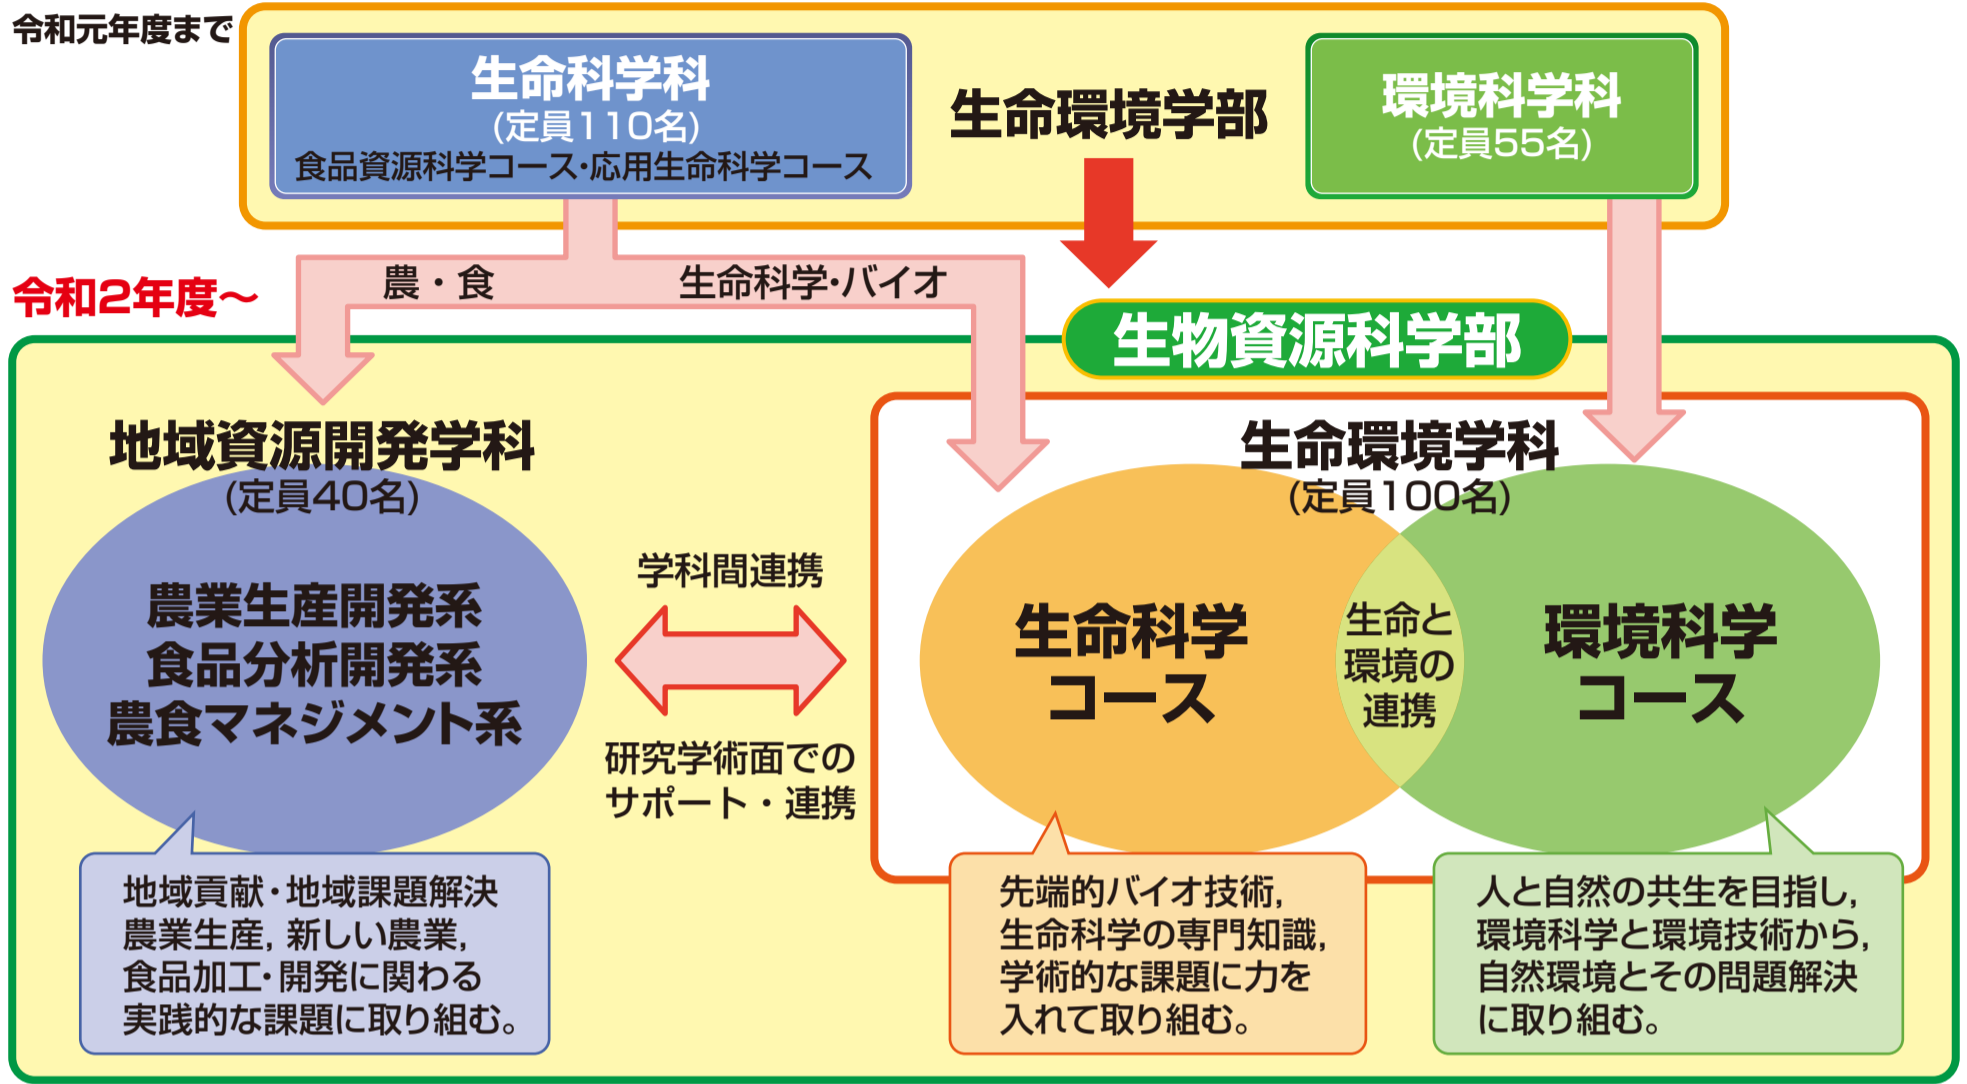 令和元年度まで
生命科学科
(定員110名)
食品資源科学コース・応用生命科学コース
生命環境学部
環境科学科
(定員55名)
農・食
生命科学・バイオ
令和2年度～
生物資源科学部
地域資源開発学科
(定員40名)
農業生産開発系
食品分析開発系
農食マネジメント系
学科間連携
研究学術面での
サポート・連携
生命環境学科
(定員100名)
生命科学
コース
生命と
環境の
連携
環境科学
コース
地域貢献・地域課題解決
農業生産, 新しい農業,
食品加工・開発に関わる
実践的な課題に取り組む。
先端的バイオ技術,
生命科学の専門知識,
学術的な課題に力を
入れて取り組む。
人と自然の共生を目指し,
環境科学と環境技術から,
自然環境とその問題解決
に取り組む。